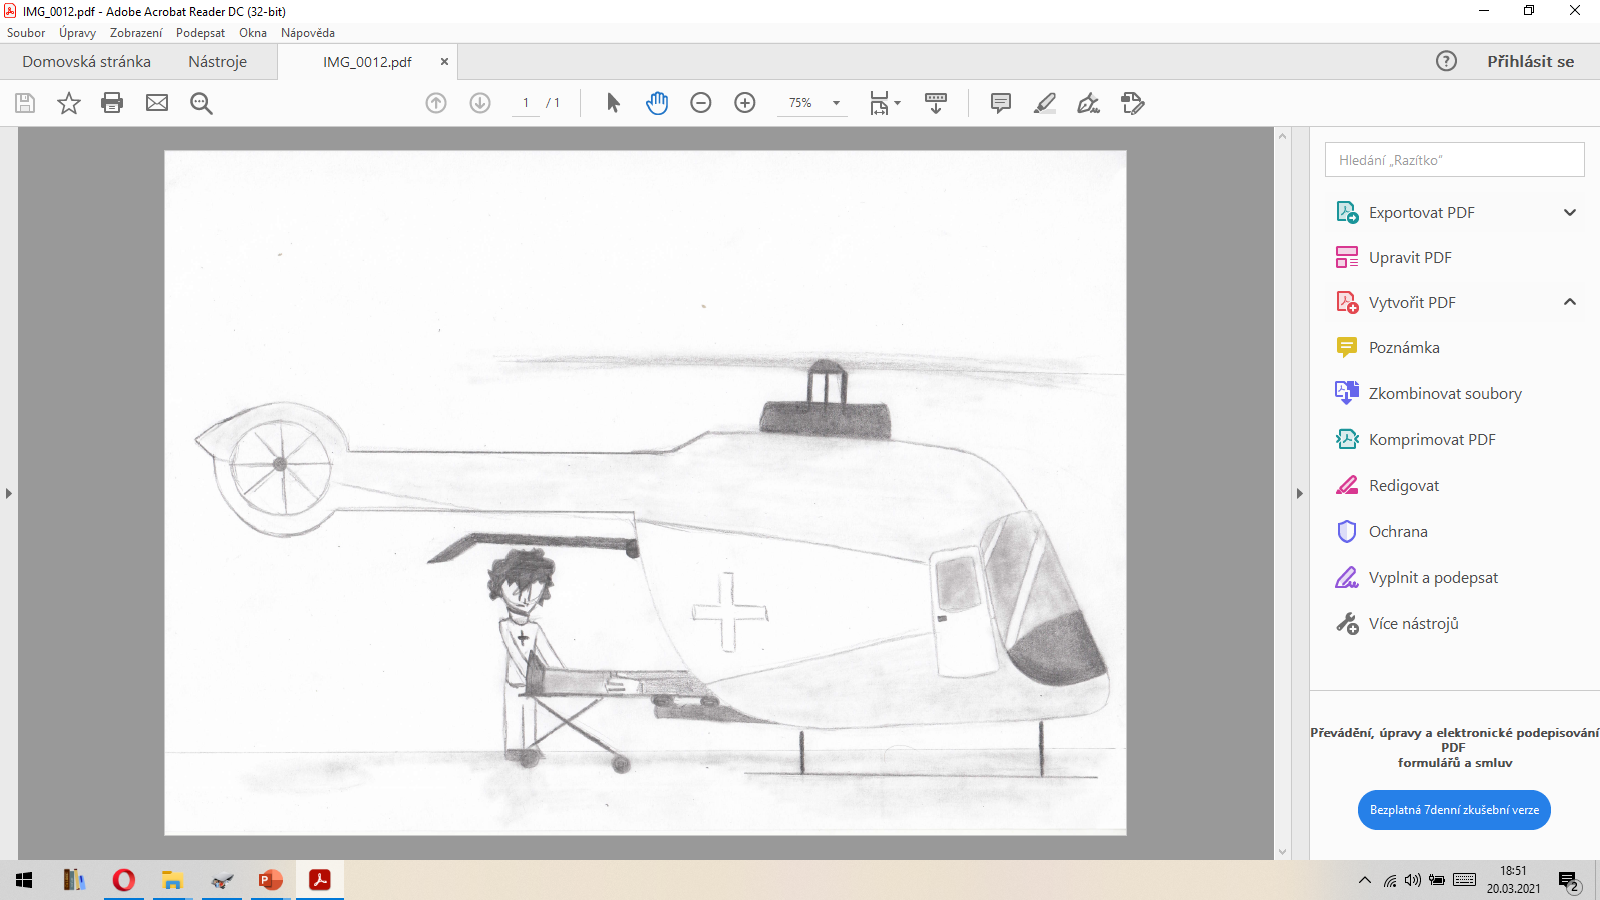 IMG_0012.pdf - Adobe Acrobat Reader DC (32-bit)
Soubor Úpravy Zobrazení Podepsat Okna Nápověda
Domovská stránka Nástroje IMG_0012.pdf × Přihlásit se
1 / 1 75%
Hledání „Razítko“
Exportovat PDF
Upravit PDF
Vytvořit PDF
Poznámka
Zkombinovat soubory
Komprimovat PDF
Redigovat
Ochrana
Vyplnit a podepsat
Více nástrojů
Převádění, úpravy a elektronické podepisování
PDF
formulářů a smluv
Bezplatná 7denní zkušební verze
18:51
20.03.2021
2